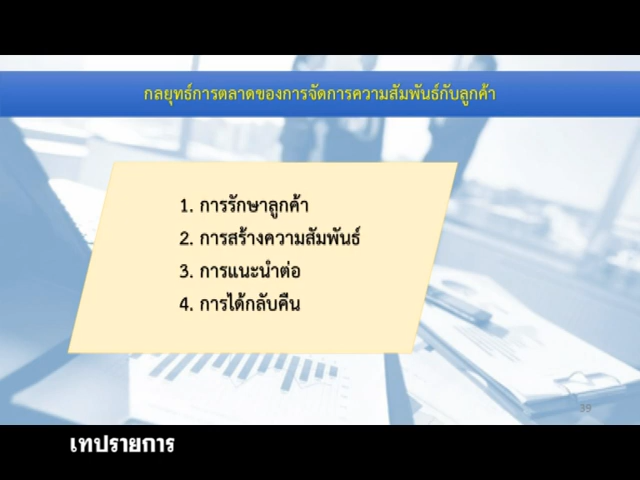 กลยุทธ์การตลาดของการจัดการความสัมพันธ์กับลูกค้า
1. การรักษาลูกค้า
2. การสร้างความสัมพันธ์
3. การแนะนำต่อ
4. การได้กลับคืน
39
เทปรายการ